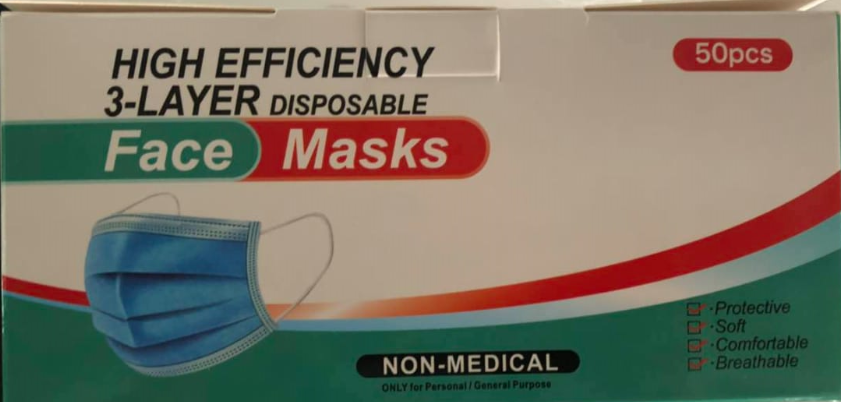 HIGH EFFICIENCY
3-LAYER DISPOSABLE
Face Masks
50pcs
·Protective
·Soft
·Comfortable
·Breathable
NON-MEDICAL
ONLY for Personal / General Purpose